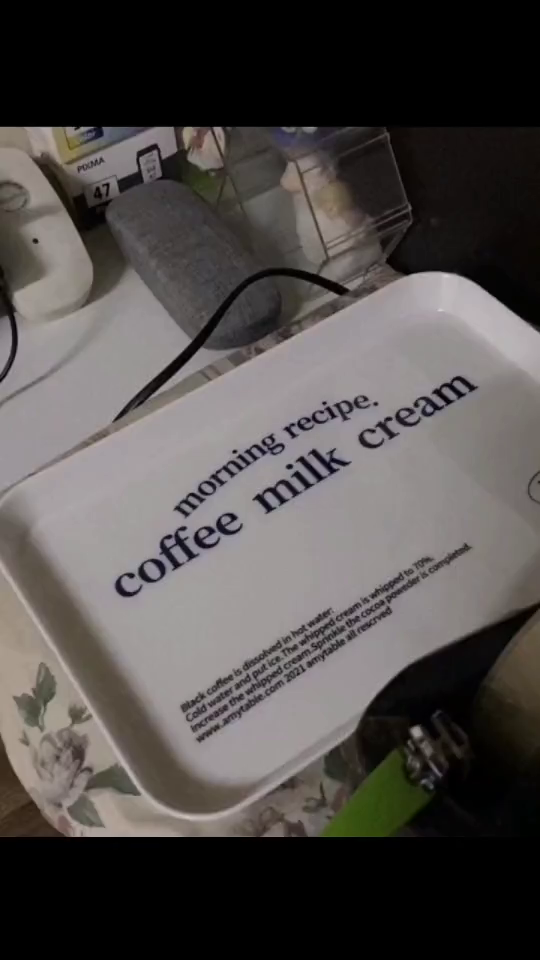 PIXMA
47
morning recipe.
coffee milk cream
Black coffee is dissolved in hot water:
Cold water and put ice. The whipped cream is whipped to 70%.
Increase the whipped cream.Sprinkle the cocoa poweder is completed.
www.amytable.com 2021 amytable all rescrved